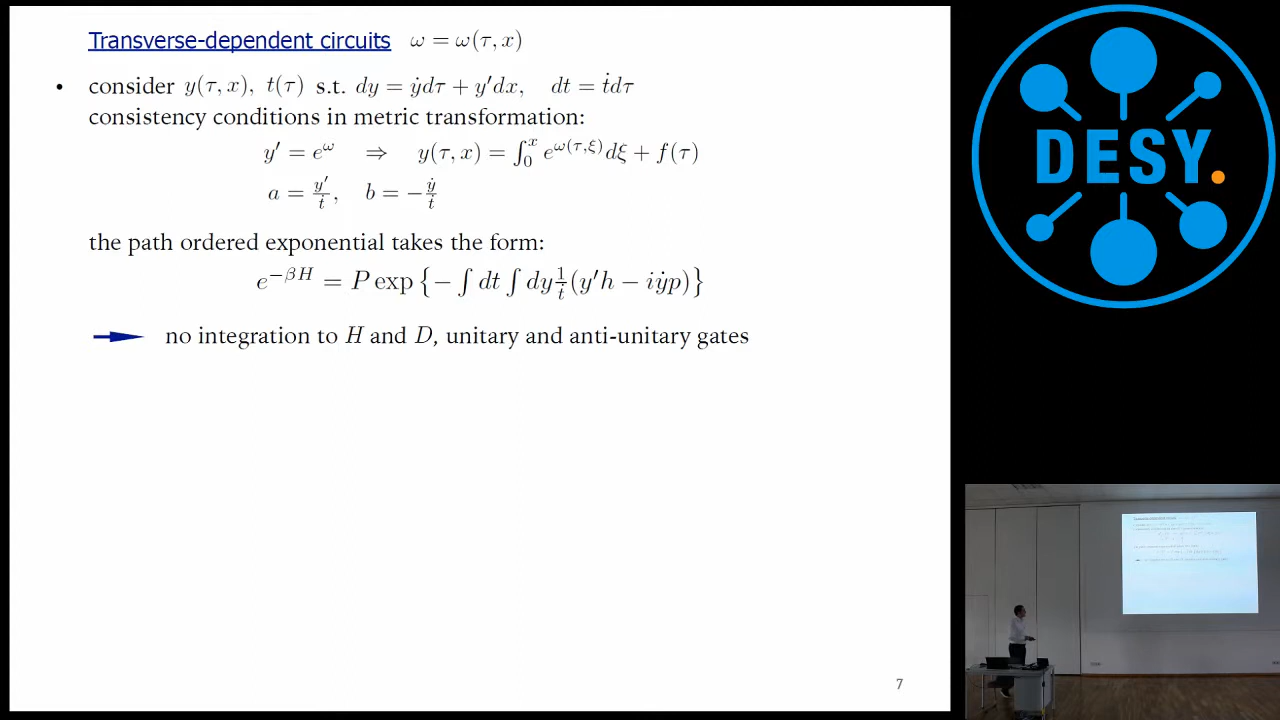 Transverse-dependent circuits ω = ω(τ, x)
• consider y(τ, x), t(τ) s.t. dy = ẏdτ + y′dx, dt = ṫdτ
consistency conditions in metric transformation:
y′ = e^ω ⇒ y(τ, x) = ∫₀ˣ e^{ω(τ,ξ)} dξ + f(τ)
a = y′/ṫ, b = −ẏ/ṫ
the path ordered exponential takes the form:
e^{−βH} = P exp {− ∫ dt ∫ dy 1/ṫ (y′h − iẏp)}
no integration to H and D, unitary and anti-unitary gates
7
DESY.